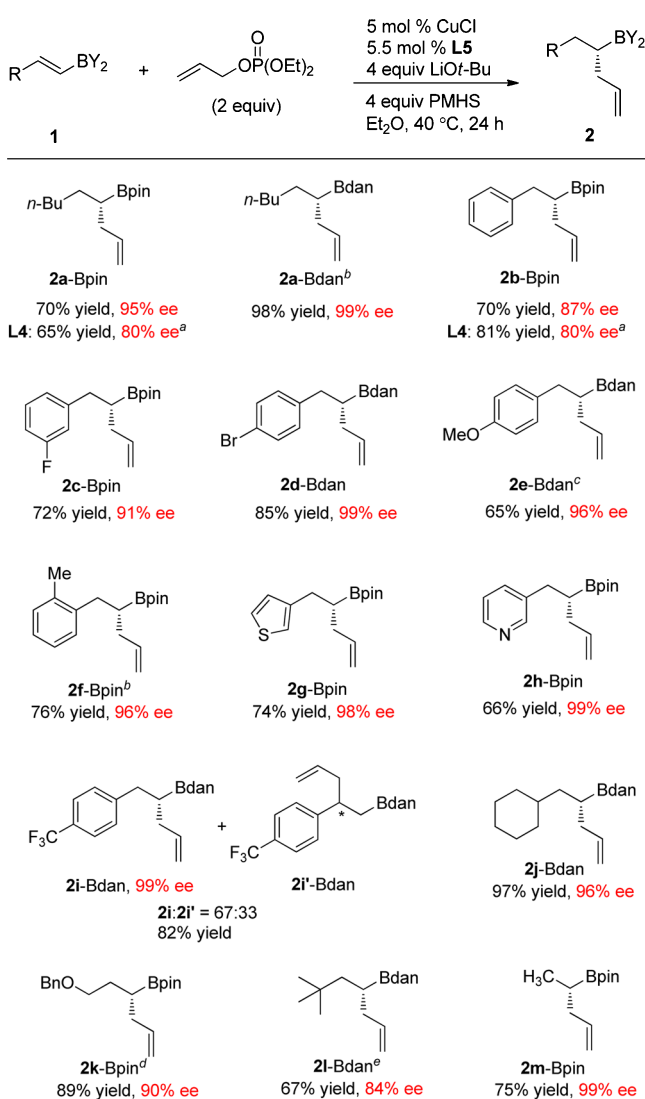 R BY2 + O OP(OEt)2 (2 equiv) 5 mol % CuCl
5.5 mol % L5
4 equiv LiOt-Bu
4 equiv PMHS
Et2O, 40 °C, 24 h
R BY2
1 2
n-Bu Bpin
2a-Bpin
70% yield, 95% ee
L4: 65% yield, 80% ee^a
n-Bu Bdan
2a-Bdan^b
98% yield, 99% ee
Bpin
2b-Bpin
70% yield, 87% ee
L4: 81% yield, 80% ee^a
F Bpin
2c-Bpin
72% yield, 91% ee
Br Bdan
2d-Bdan
85% yield, 99% ee
MeO Bdan
2e-Bdan^c
65% yield, 96% ee
Me Bpin
2f-Bpin^b
76% yield, 96% ee
S Bpin
2g-Bpin
74% yield, 98% ee
N Bpin
2h-Bpin
66% yield, 99% ee
F3C Bdan
2i-Bdan, 99% ee
+
F3C * Bdan
2i'-Bdan
2i:2i' = 67:33
82% yield
Bdan
2j-Bdan
97% yield, 96% ee
BnO Bpin
2k-Bpin^d
89% yield, 90% ee
Bdan
2l-Bdan^e
67% yield, 84% ee
H3C Bpin
2m-Bpin
75% yield, 99% ee